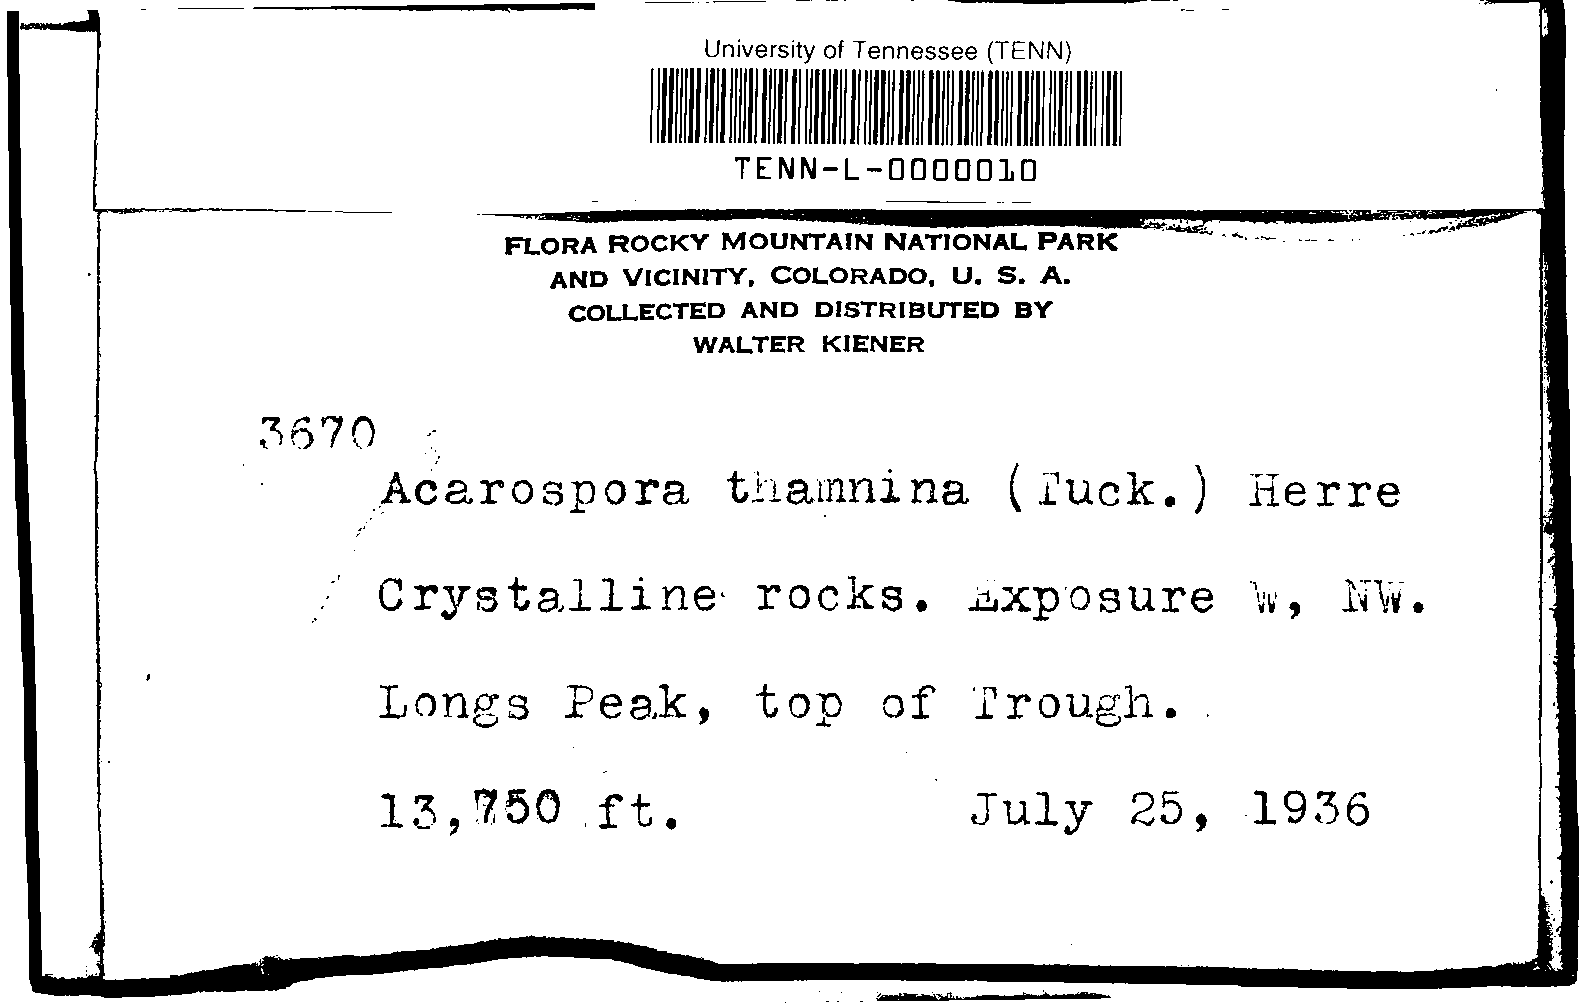 University of Tennessee (TENN)
TENN-L-0000010
FLORA ROCKY MOUNTAIN NATIONAL PARK
AND VICINITY, COLORADO, U. S. A.
COLLECTED AND DISTRIBUTED BY
WALTER KIENER
3670
Acarospora thamnina (Tuck.) Herre
Crystalline rocks. Exposure W, NW.
Longs Peak, top of Trough.
13,750 ft. July 25, 1936